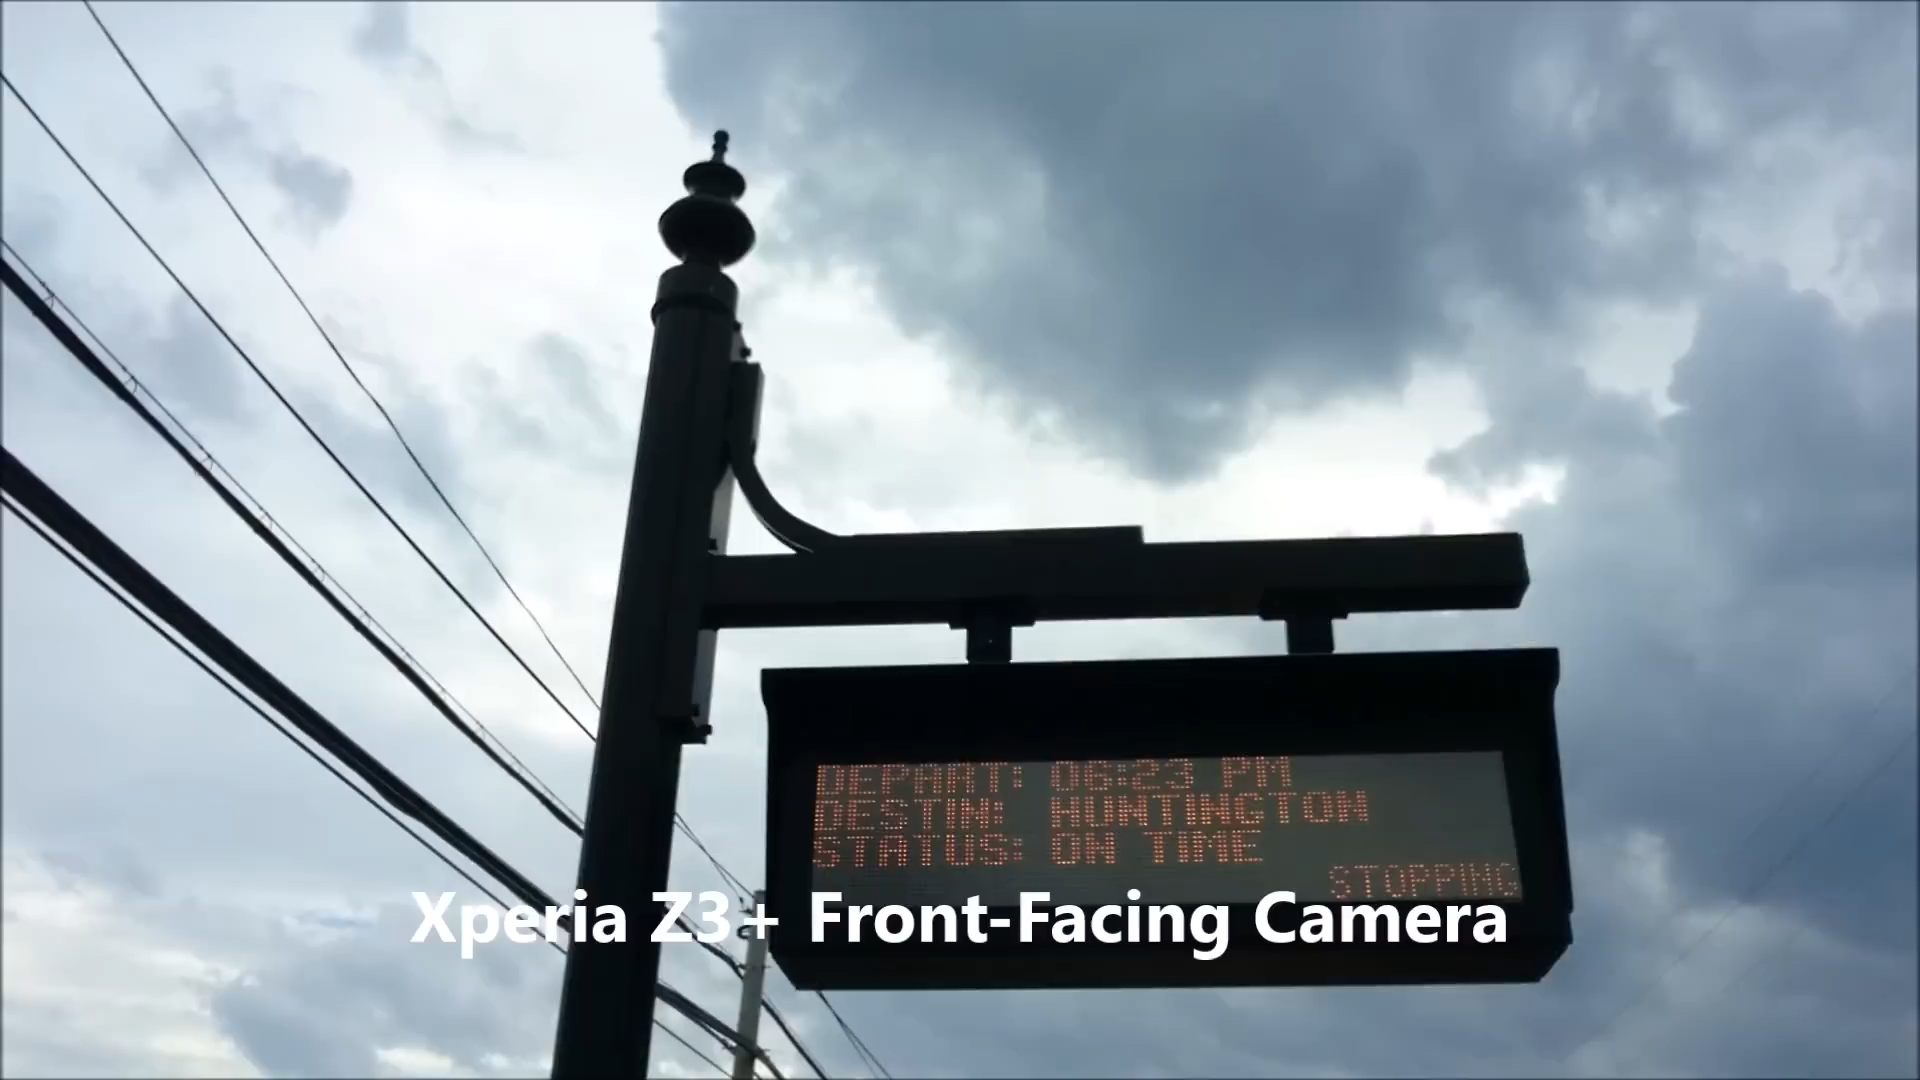 DEPART: 06:23 PM
DESTIN: HUNTINGTON
STATUS: ON TIME
STOPPING
Xperia Z3+ Front-Facing Camera